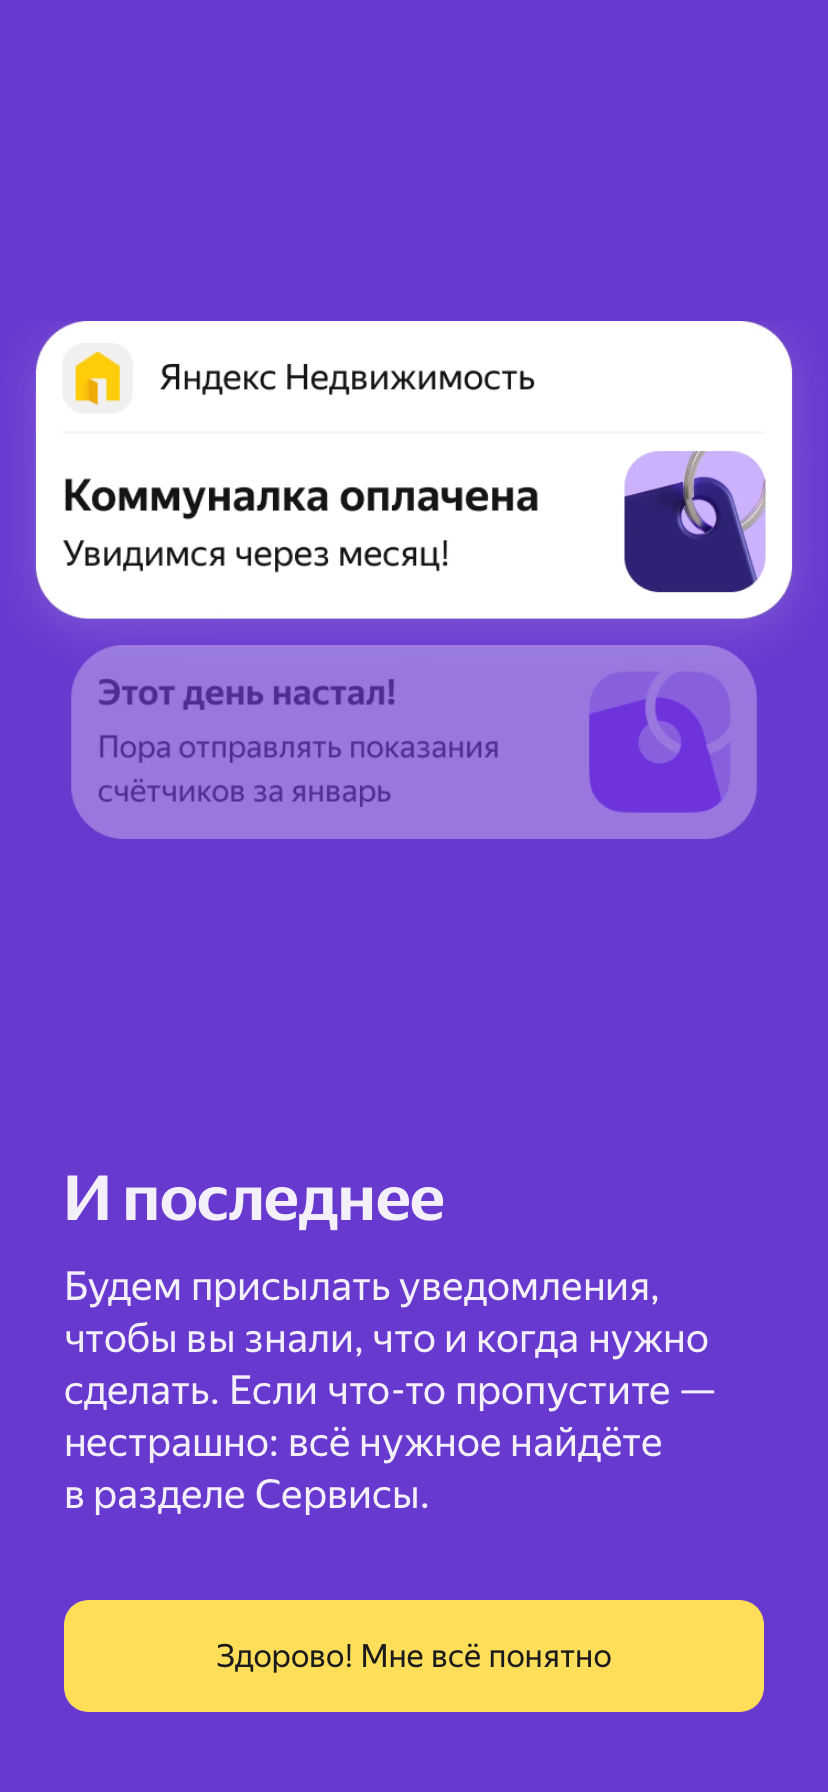 Яндекс Недвижимость
Коммуналка оплачена
Увидимся через месяц!
Этот день настал!
Пора отправлять показания
счётчиков за январь
И последнее
Будем присылать уведомления,
чтобы вы знали, что и когда нужно
сделать. Если что-то пропустите —
нестрашно: всё нужное найдёте
в разделе Сервисы.
Здорово! Мне всё понятно